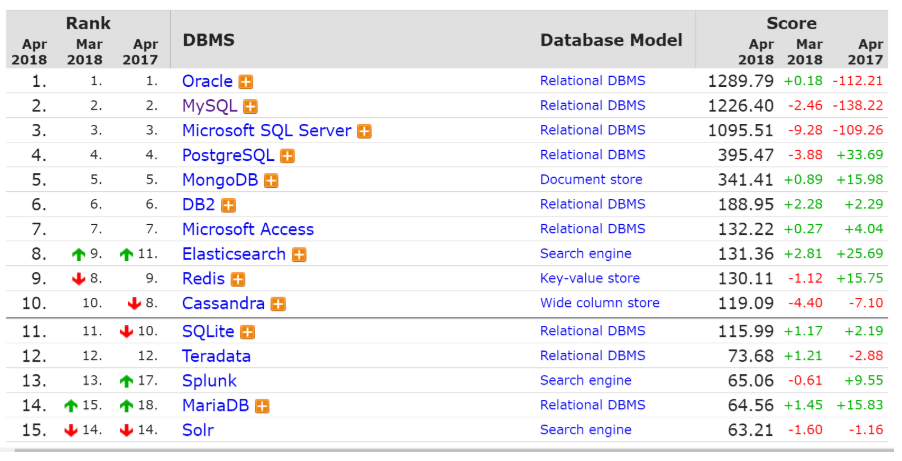 Rank Score
Apr Mar Apr DBMS Database Model Apr Mar Apr
2018 2018 2017 2018 2018 2017
1. 1. 1. Oracle Relational DBMS 1289.79 +0.18 -112.21
2. 2. 2. MySQL Relational DBMS 1226.40 -2.46 -138.22
3. 3. 3. Microsoft SQL Server Relational DBMS 1095.51 -9.28 -109.26
4. 4. 4. PostgreSQL Relational DBMS 395.47 -3.88 +33.69
5. 5. 5. MongoDB Document store 341.41 +0.89 +15.98
6. 6. 6. DB2 Relational DBMS 188.95 +2.28 +2.29
7. 7. 7. Microsoft Access Relational DBMS 132.22 +0.27 +4.04
8. 9. 11. Elasticsearch Search engine 131.36 +2.81 +25.69
9. 8. 9. Redis Key-value store 130.11 -1.12 +15.75
10. 10. 8. Cassandra Wide column store 119.09 -4.40 -7.10
11. 11. 10. SQLite Relational DBMS 115.99 +1.17 +2.19
12. 12. 12. Teradata Relational DBMS 73.68 +1.21 -2.88
13. 13. 17. Splunk Search engine 65.06 -0.61 +9.55
14. 15. 18. MariaDB Relational DBMS 64.56 +1.45 +15.83
15. 14. 14. Solr Search engine 63.21 -1.60 -1.16